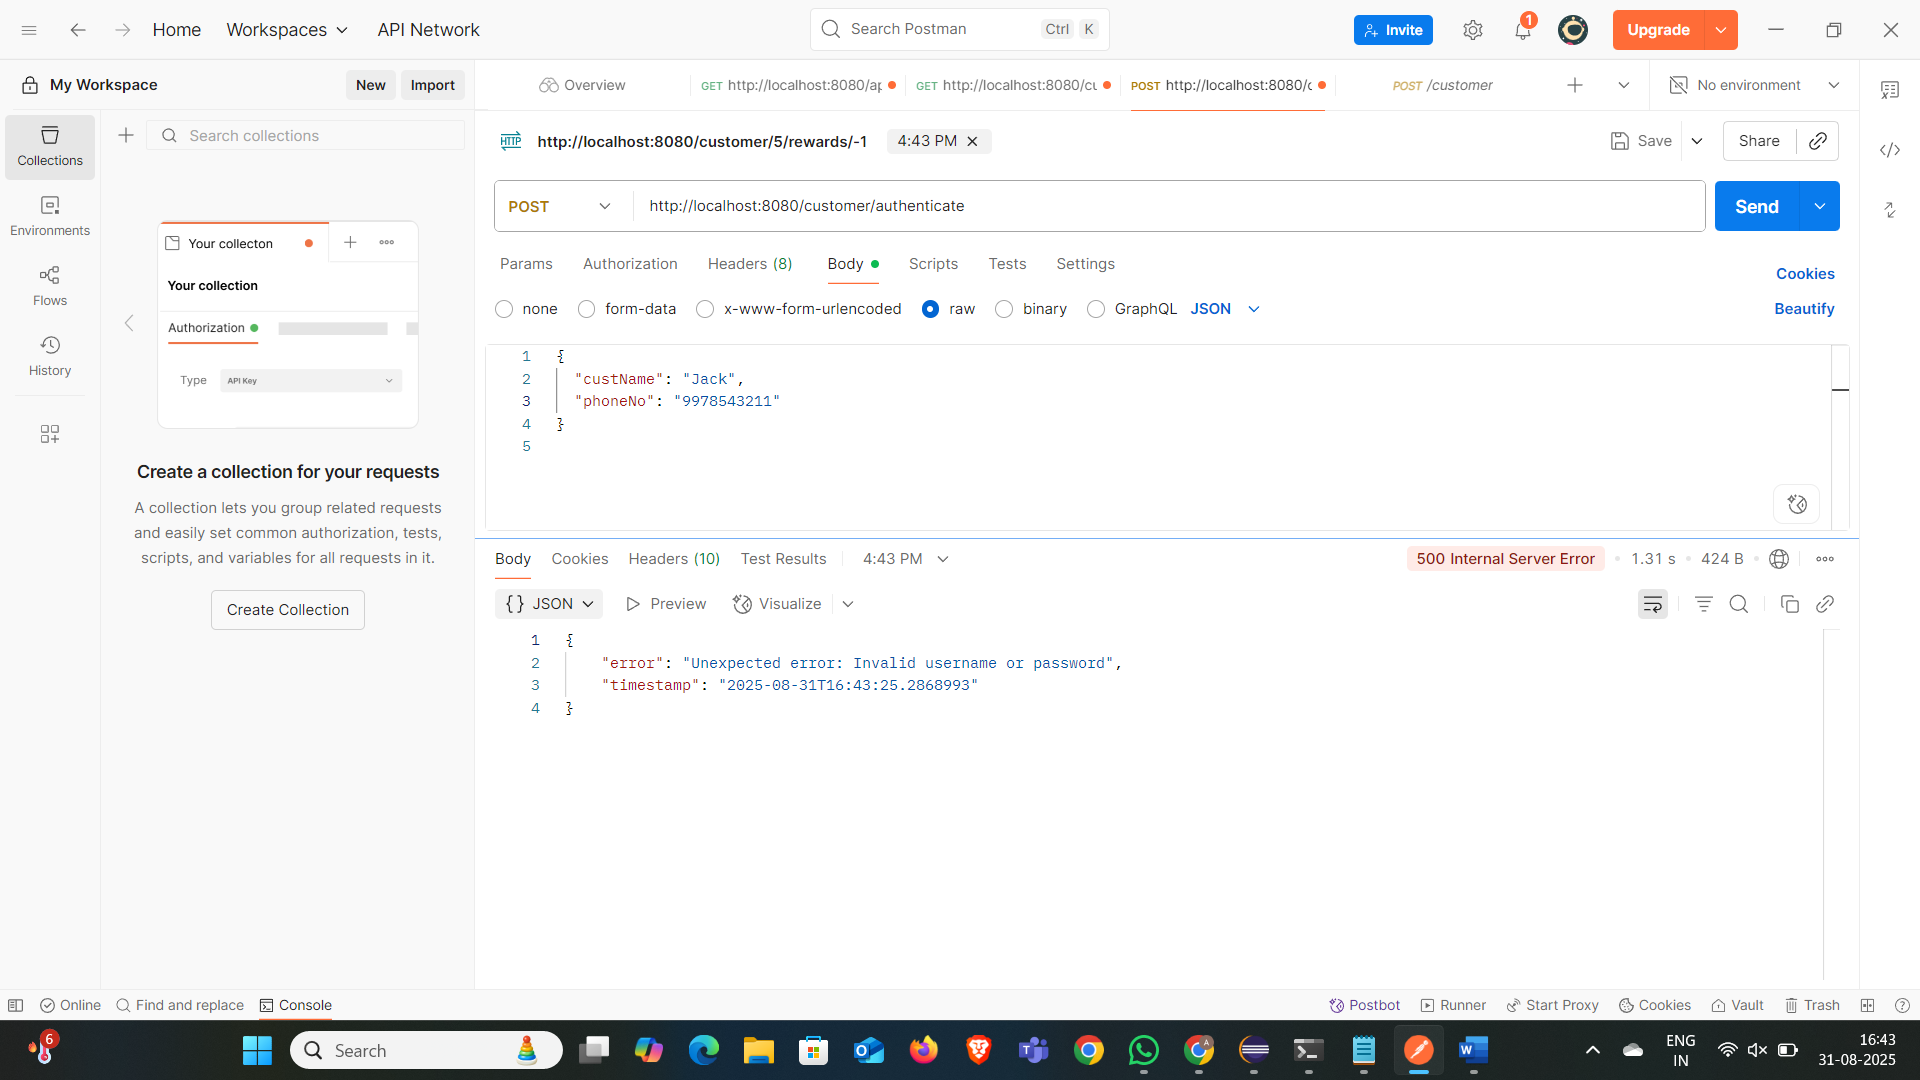 Home
Workspaces
API Network
Search Postman
Ctrl K
Invite
1
Upgrade
My Workspace
New
Import
Overview
GET http://localhost:8080/ap
GET http://localhost:8080/cu
POST http://localhost:8080/c
POST /customer
No environment
Collections
Search collections
HTTP http://localhost:8080/customer/5/rewards/-1
4:43 PM
Save
Share
POST
http://localhost:8080/customer/authenticate
Send
Environments
Flows
History
Your collecton
Your collection
Authorization
Type
API Key
Create a collection for your requests
A collection lets you group related requests
and easily set common authorization, tests,
scripts, and variables for all requests in it.
Create Collection
Params
Authorization
Headers (8)
Body
Scripts
Tests
Settings
Cookies
none
form-data
x-www-form-urlencoded
raw
binary
GraphQL
JSON
Beautify
1 {
2 "custName": "Jack",
3 "phoneNo": "9978543211"
4 }
5
Body
Cookies
Headers (10)
Test Results
4:43 PM
500 Internal Server Error
1.31 s
424 B
{} JSON
Preview
Visualize
1 {
2 "error": "Unexpected error: Invalid username or password",
3 "timestamp": "2025-08-31T16:43:25.2868993"
4 }
Online
Find and replace
Console
Postbot
Runner
Start Proxy
Cookies
Vault
Trash
6
Search
ENG
IN
16:43
31-08-2025